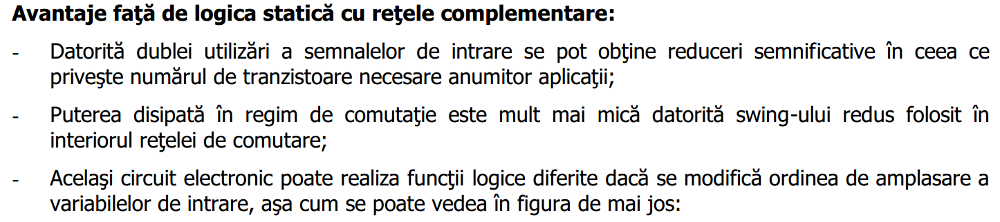 Avantaje faţă de logica statică cu reţele complementare:
- Datorită dublei utilizări a semnalelor de intrare se pot obţine reduceri semnificative în ceea ce
priveşte numărul de tranzistoare necesare anumitor aplicaţii;
- Puterea disipată în regim de comutaţie este mult mai mică datorită swing-ului redus folosit în
interiorul reţelei de comutare;
- Acelaşi circuit electronic poate realiza funcţii logice diferite dacă se modifică ordinea de amplasare a
variabilelor de intrare, aşa cum se poate vedea în figura de mai jos: